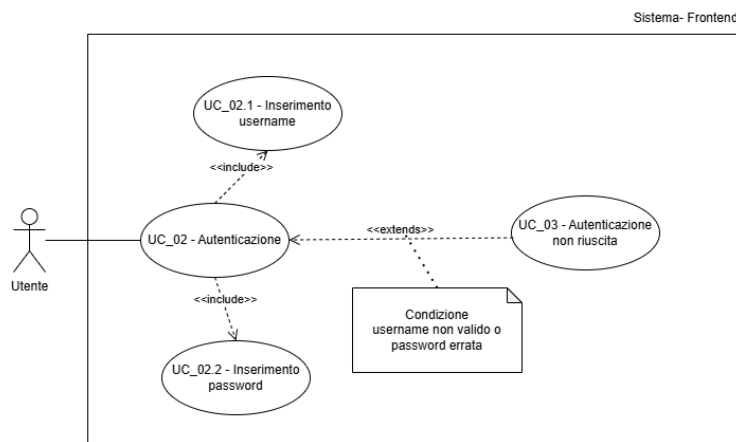 Sistema- Frontend
UC_02.1 - Inserimento
username
<<include>>
UC_02 - Autenticazione
<<extends>>
UC_03 - Autenticazione
non riuscita
Utente
<<include>>
Condizione
username non valido o
password errata
UC_02.2 - Inserimento
password